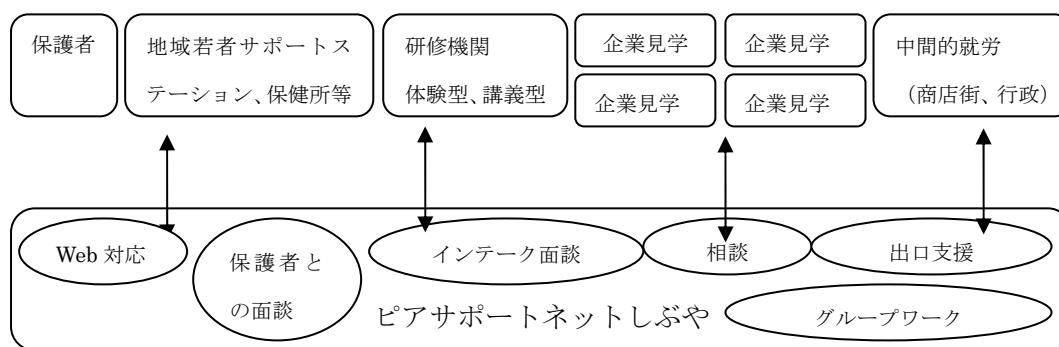 保護者
地域若者サポートス
テーション、保健所等
研修機関
体験型、講義型
企業見学
企業見学
企業見学
企業見学
中間的就労
（商店街、行政）
Web 対応
保護者と
の面談
インテーク面談
相談
出口支援
ピアサポートネットしぶや
グループワーク